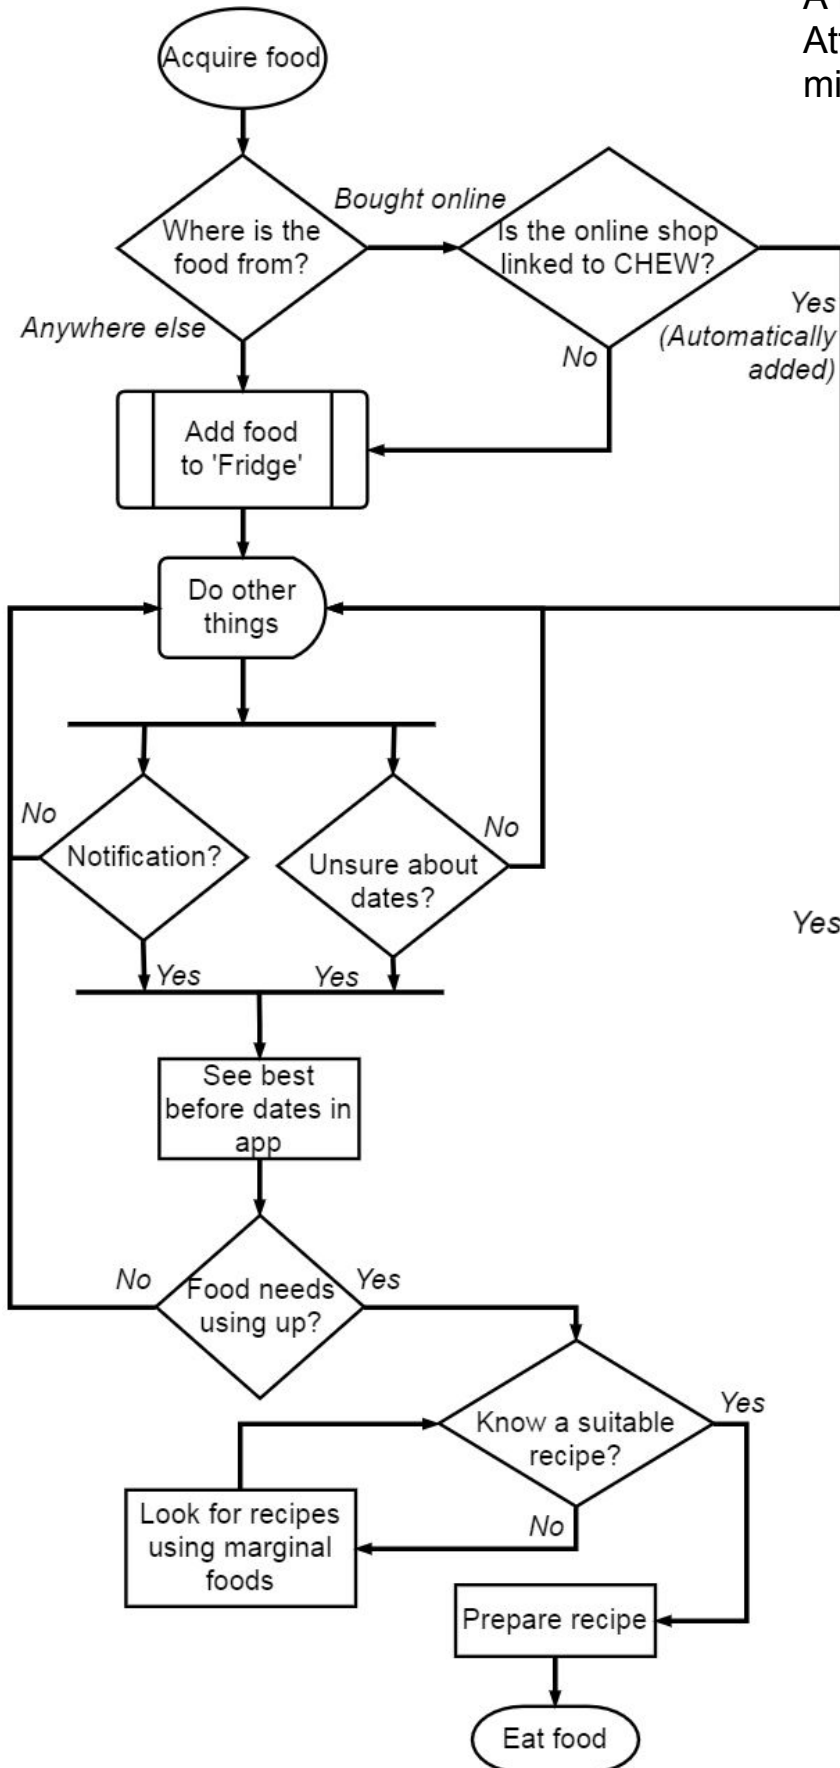 A
Acquire food
Bought online
Where is the
food from?
Is the online shop
linked to CHEW?
Anywhere else
Yes
(Automatically
added)
No
Add food
to 'Fridge'
Do other
things
No
Notification?
No
Unsure about
dates?
Yes
Yes
Yes
See best
before dates in
app
No
Food needs
using up?
Yes
Know a suitable
recipe?
Yes
No
Look for recipes
using marginal
foods
Prepare recipe
Eat food